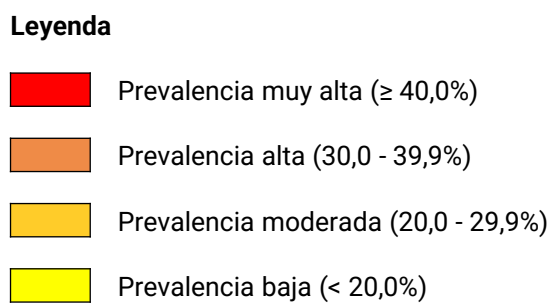 Leyenda
Prevalencia muy alta (≥ 40,0%)
Prevalencia alta (30,0 - 39,9%)
Prevalencia moderada (20,0 - 29,9%)
Prevalencia baja (< 20,0%)